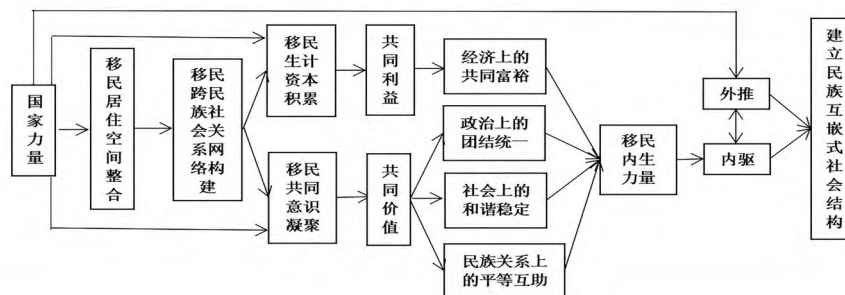 国家力量
移民居住空间整合
移民
跨民
族社
会关
系网
络构
建
移民
生计
资本
积累
移民
共同
意识
凝聚
共同利益
共同价值
经济上的
共同富裕
政治上的
团结统一
社会上的
和谐稳定
民族关系上
的平等互助
移民
内生
力量
外推
内驱
建立民族互嵌式社会结构